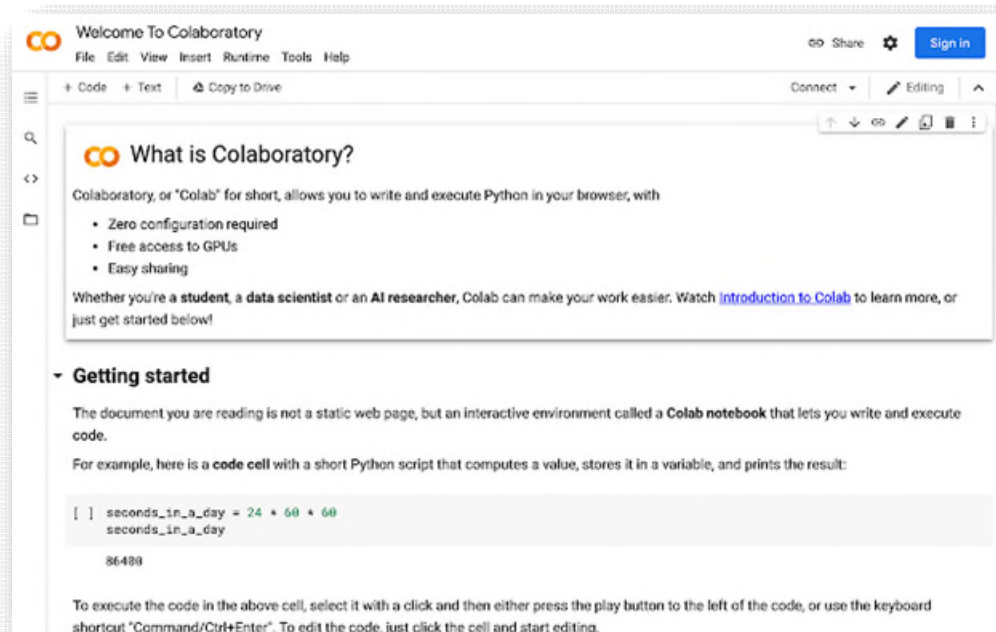 Welcome To Colaboratory
File Edit View Insert Runtime Tools Help
Share
Sign in
+ Code + Text Copy to Drive
Connect Editing
CO What is Colaboratory?
Colaboratory, or "Colab" for short, allows you to write and execute Python in your browser, with
• Zero configuration required
• Free access to GPUs
• Easy sharing
Whether you're a student, a data scientist or an AI researcher, Colab can make your work easier. Watch Introduction to Colab to learn more, or
just get started below!
Getting started
The document you are reading is not a static web page, but an interactive environment called a Colab notebook that lets you write and execute
code.
For example, here is a code cell with a short Python script that computes a value, stores it in a variable, and prints the result:
[ ] seconds_in_a_day = 24 * 60 * 60
seconds_in_a_day
86400
To execute the code in the above cell, select it with a click and then either press the play button to the left of the code, or use the keyboard
shortcut "Command/Ctrl+Enter". To edit the code, just click the cell and start editing.